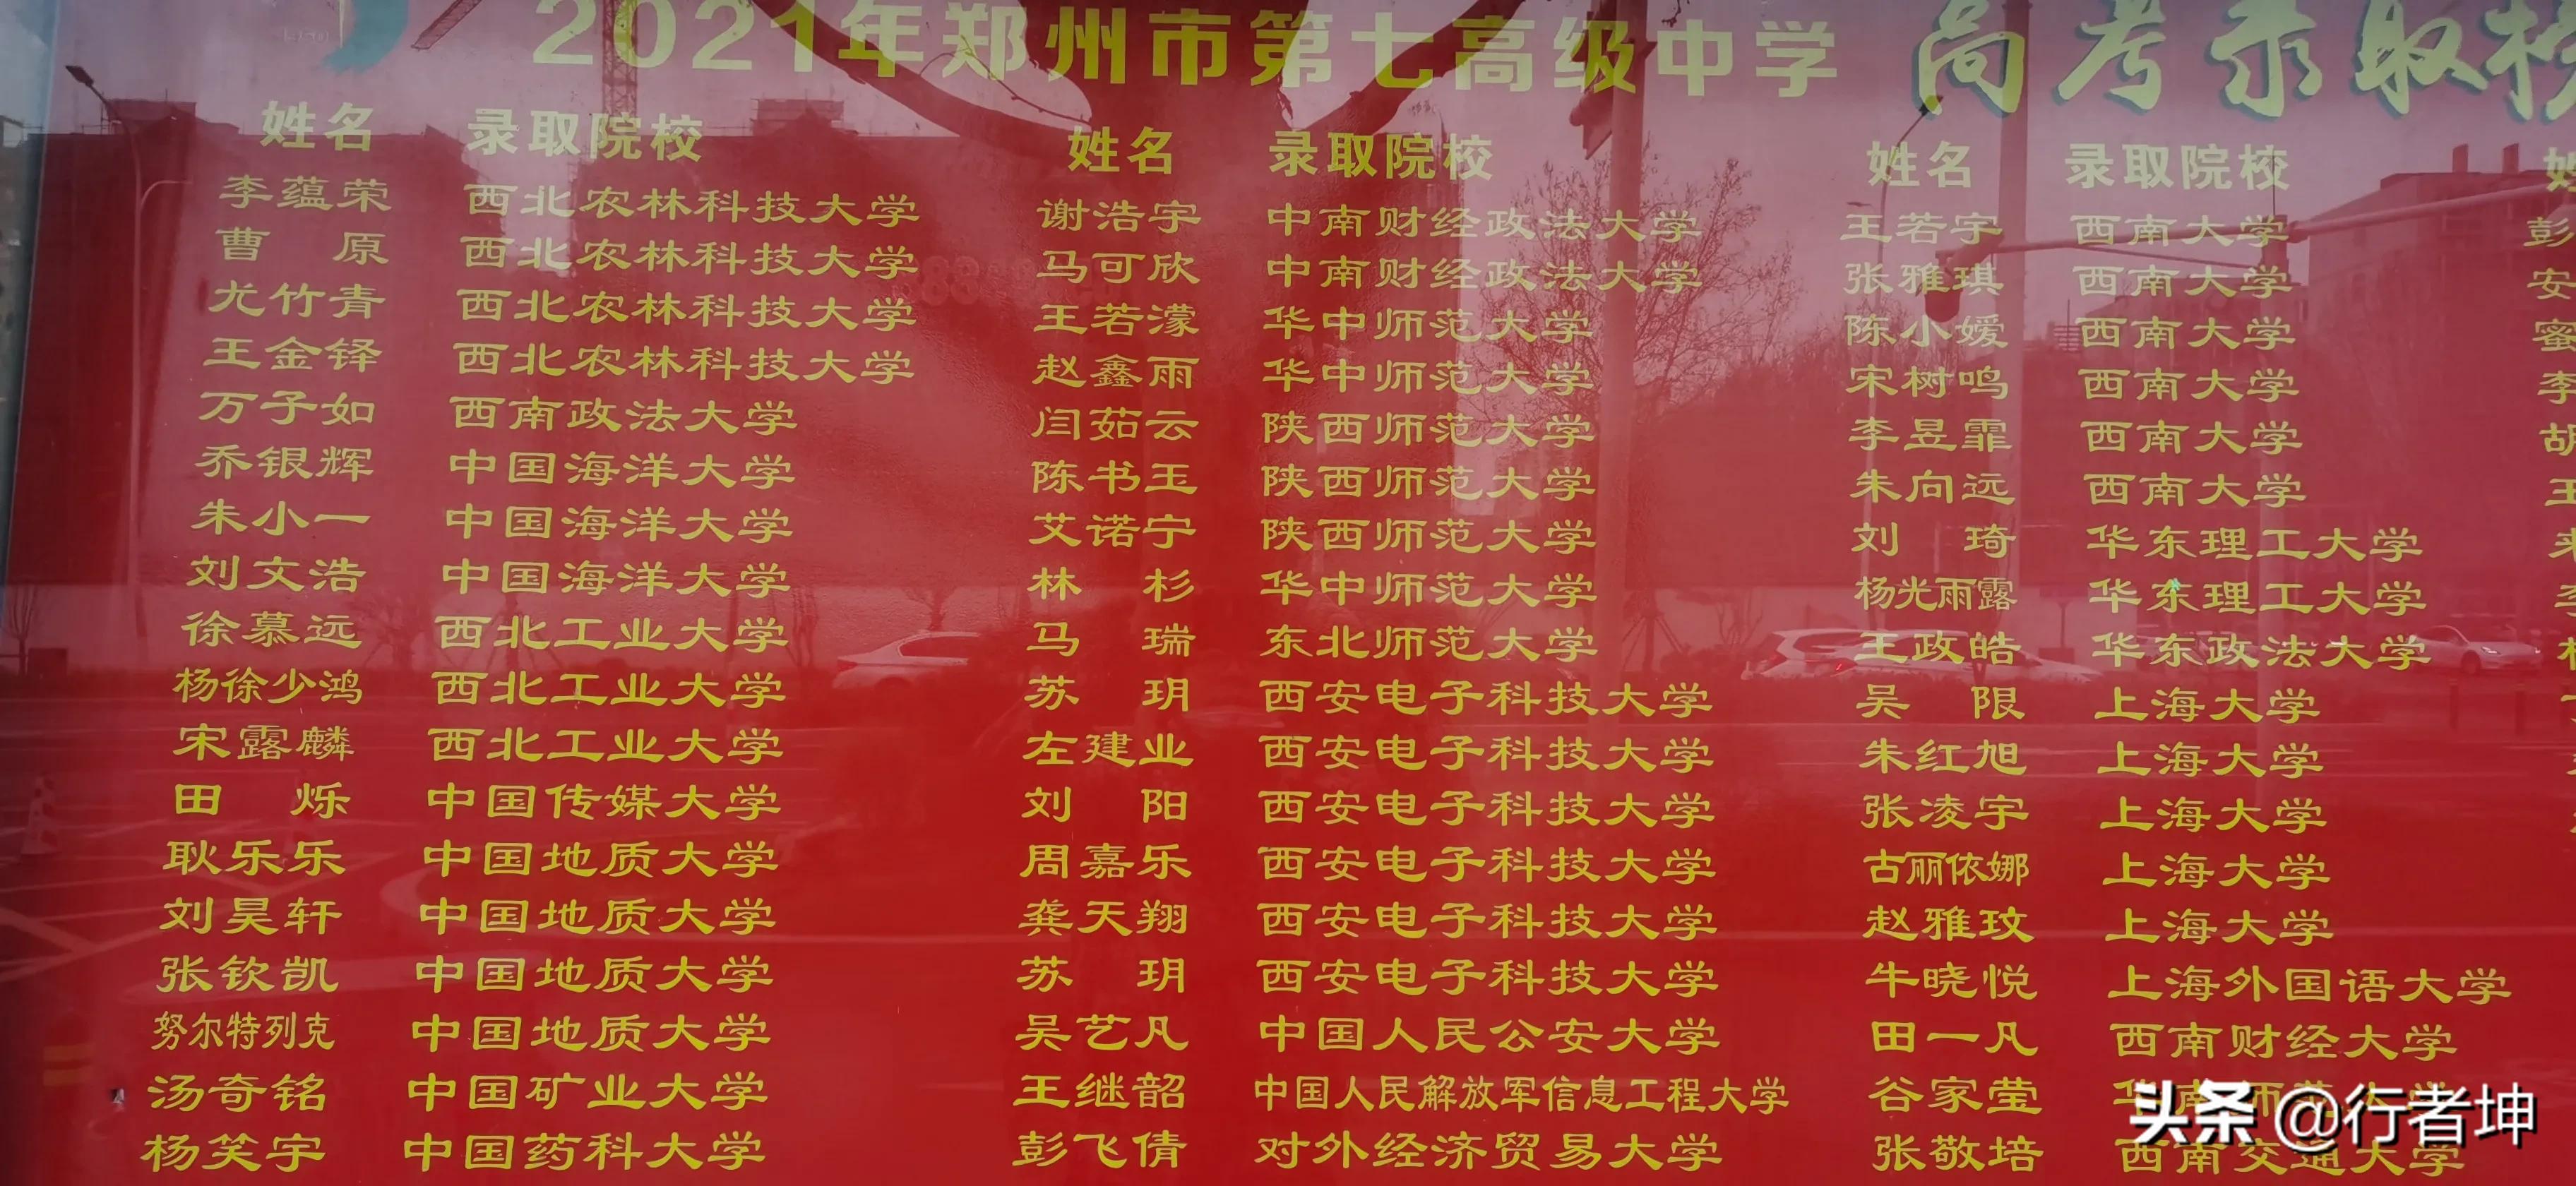 2021年郑州市第七高级中学 高考录取榜
姓名 录取院校 姓名 录取院校 姓名 录取院校
李蕴荣 西北农林科技大学 谢浩宇 中南财经政法大学 王若宇 西南大学 彭
曹原 西北农林科技大学 马可欣 中南财经政法大学 张雅琪 西南大学 安
尤竹青 西北农林科技大学 王若濛 华中师范大学 陈小嫒 西南大学 蜜
王金铎 西北农林科技大学 赵鑫雨 华中师范大学 宋树鸣 西南大学 李
万子如 西南政法大学 闫茹云 陕西师范大学 李昱霏 西南大学 胡
乔银辉 中国海洋大学 陈书玉 陕西师范大学 朱向远 西南大学 王
朱小一 中国海洋大学 艾诺宁 陕西师范大学 刘琦 华东理工大学
刘文浩 中国海洋大学 林杉 华中师范大学 杨光雨露 华东理工大学
徐慕远 西北工业大学 马瑞 东北师范大学 王政皓 华东政法大学
杨徐少鸿 西北工业大学 苏玥 西安电子科技大学 吴限 上海大学
宋露麟 西北工业大学 左建业 西安电子科技大学 朱红旭 上海大学
田烁 中国传媒大学 刘阳 西安电子科技大学 张凌宇 上海大学
耿乐乐 中国地质大学 周嘉乐 西安电子科技大学 古丽依娜 上海大学
刘昊轩 中国地质大学 龚天翔 西安电子科技大学 赵雅玟 上海大学
张钦凯 中国地质大学 苏玥 西安电子科技大学 牛晓悦 上海外国语大学
努尔特列克 中国地质大学 吴艺凡 中国人民公安大学 田一凡 西南财经大学
汤奇铭 中国矿业大学 王继韶 中国人民解放军信息工程大学 谷家莹 华南师范大学
杨笑宇 中国药科大学 彭飞倩 对外经济贸易大学 张敬培 西南交通大学
头条 @行者坤